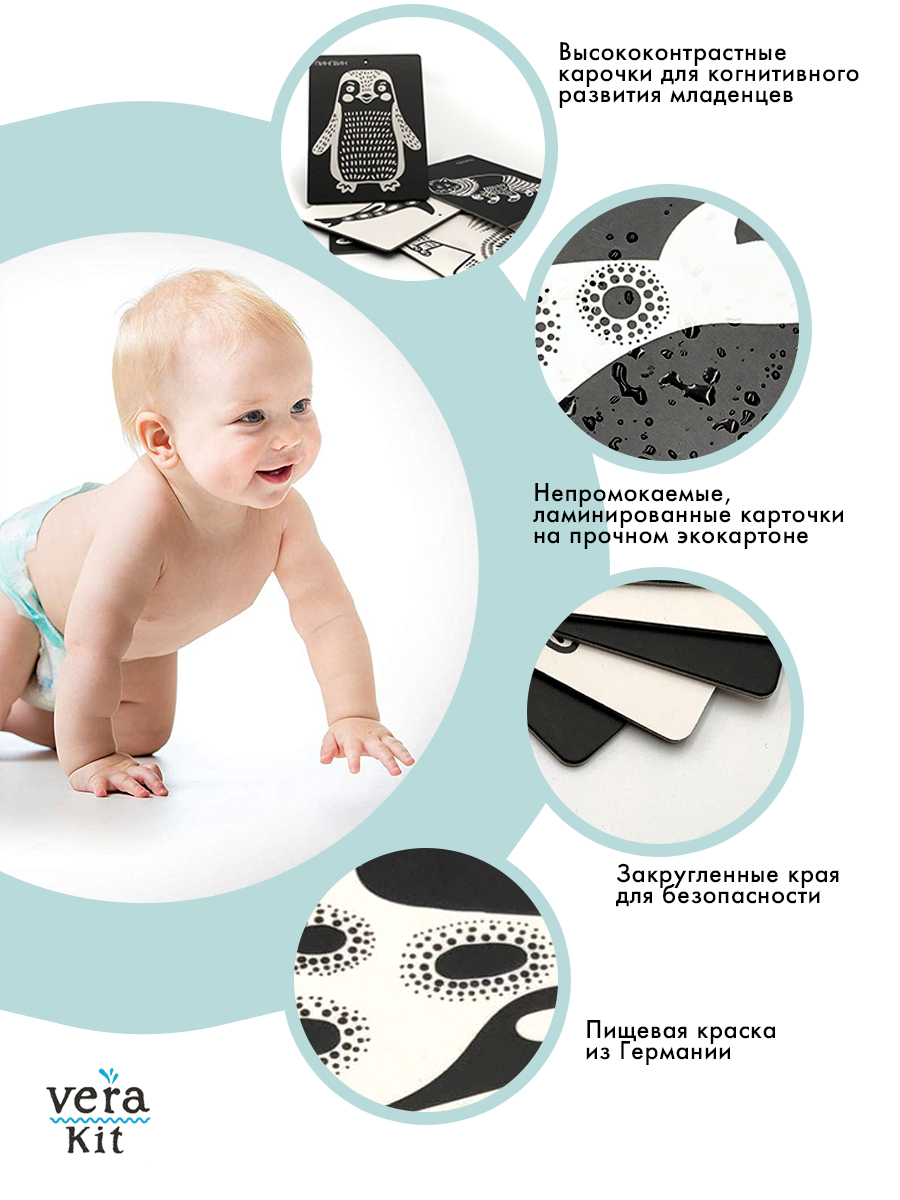 ПИНГВИН
Высококонтрастные
карочки для когнитивного
развития младенцев
Непромокаемые,
ламинированные карточки
на прочном экокартоне
Закругленные края
для безопасности
Пищевая краска
из Германии
vera
Kit